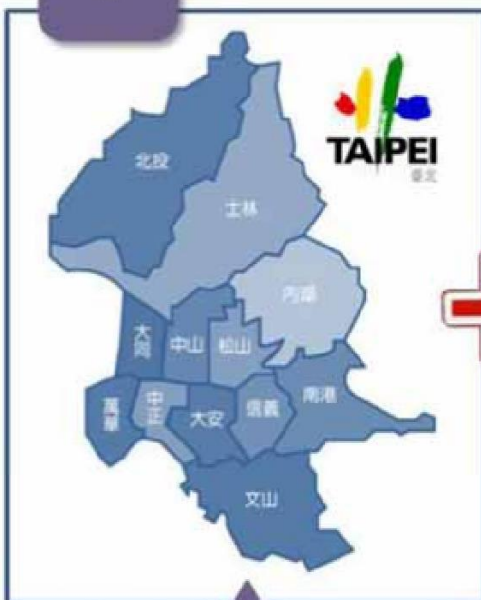 北投
士林
TAIPEI
臺北
內湖
大同
中山
松山
萬華
中正
大安
信義
南港
文山